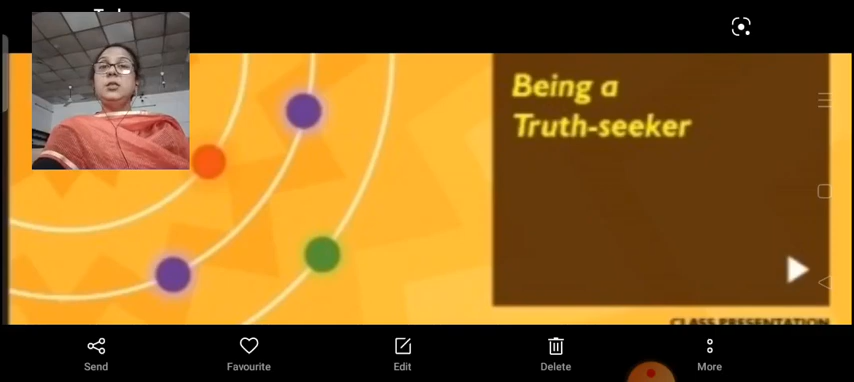 Being a
Truth-seeker
CLASS PRESENTATION
Send
Favourite
Edit
Delete
More